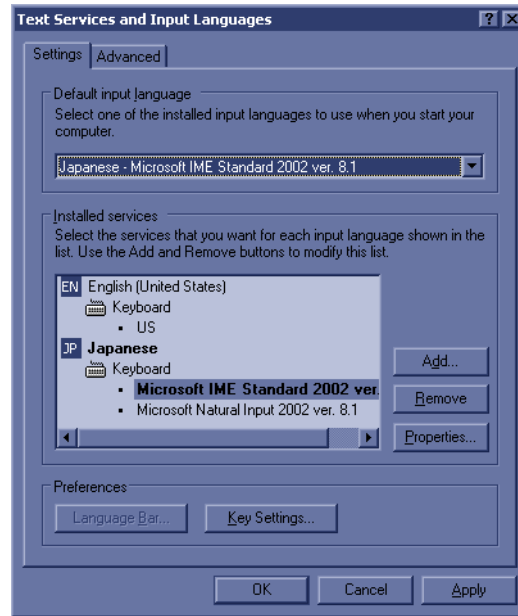 Text Services and Input Languages
Settings
Advanced
Default input language
Select one of the installed input languages to use when you start your
computer.
Japanese - Microsoft IME Standard 2002 ver. 8.1
Installed services
Select the services that you want for each input language shown in the
list. Use the Add and Remove buttons to modify this list.
EN English (United States)
Keyboard
• US
JP Japanese
Keyboard
• Microsoft IME Standard 2002 ver.
• Microsoft Natural Input 2002 ver. 8.1
Add...
Remove
Properties...
Preferences
Language Bar...
Key Settings...
OK
Cancel
Apply